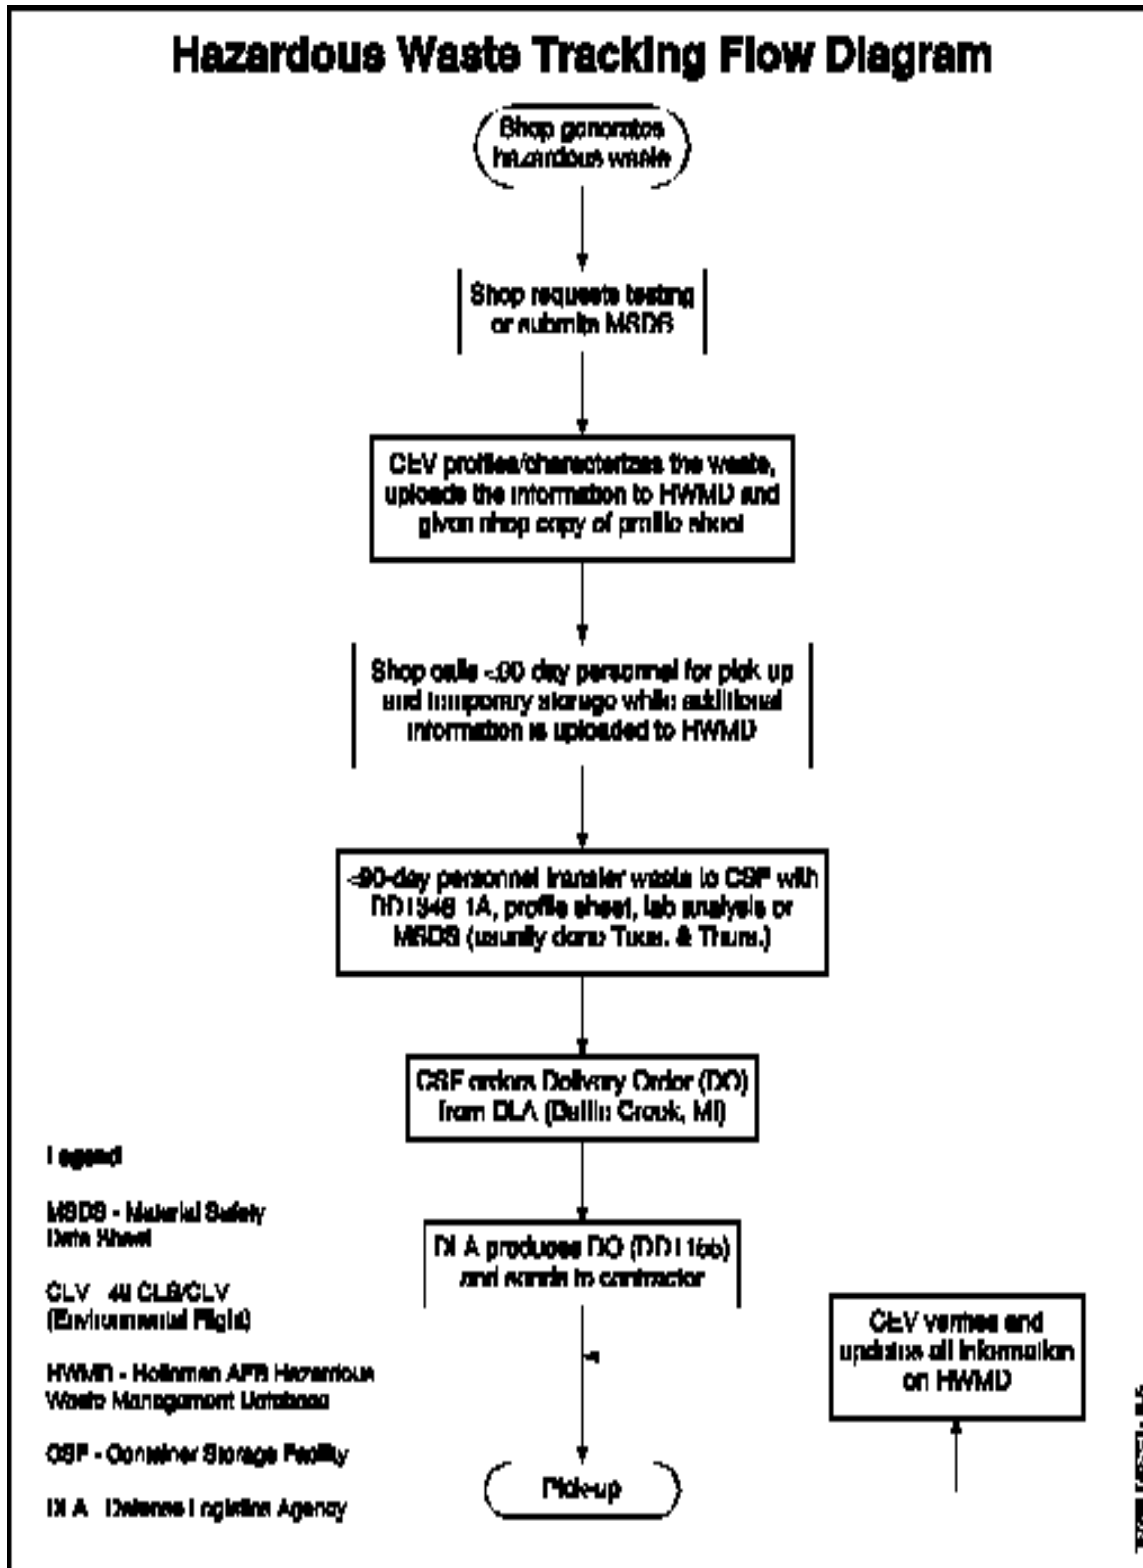 Hazardous Waste Tracking Flow Diagram
Shop generates
hazardous waste
Shop requests testing
or submits MSDS
CEV profiles/characterizes the waste,
uploads the information to HWMD and
given shop copy of profile sheet
Shop calls <90 day personnel for pick up
and temporary storage while additional
information is uploaded to HWMD
<90-day personnel transfer waste to CSF with
DD1348 1A, profile sheet, lab analysis or
MSDS (usually done Tues. & Thurs.)
CSF orders Delivery Order (DO)
from DLA (Battle Creek, MI)
DLA produces DO (DD1155)
and sends to contractor
Pick-up
CEV verifies and
updates all information
on HWMD
Legend
MSDS - Material Safety
Data Sheet
CEV 49 CES/CEV
(Environmental Flight)
HWMD - Holloman AFB Hazardous
Waste Management Database
CSF - Container Storage Facility
DLA Defense Logistics Agency